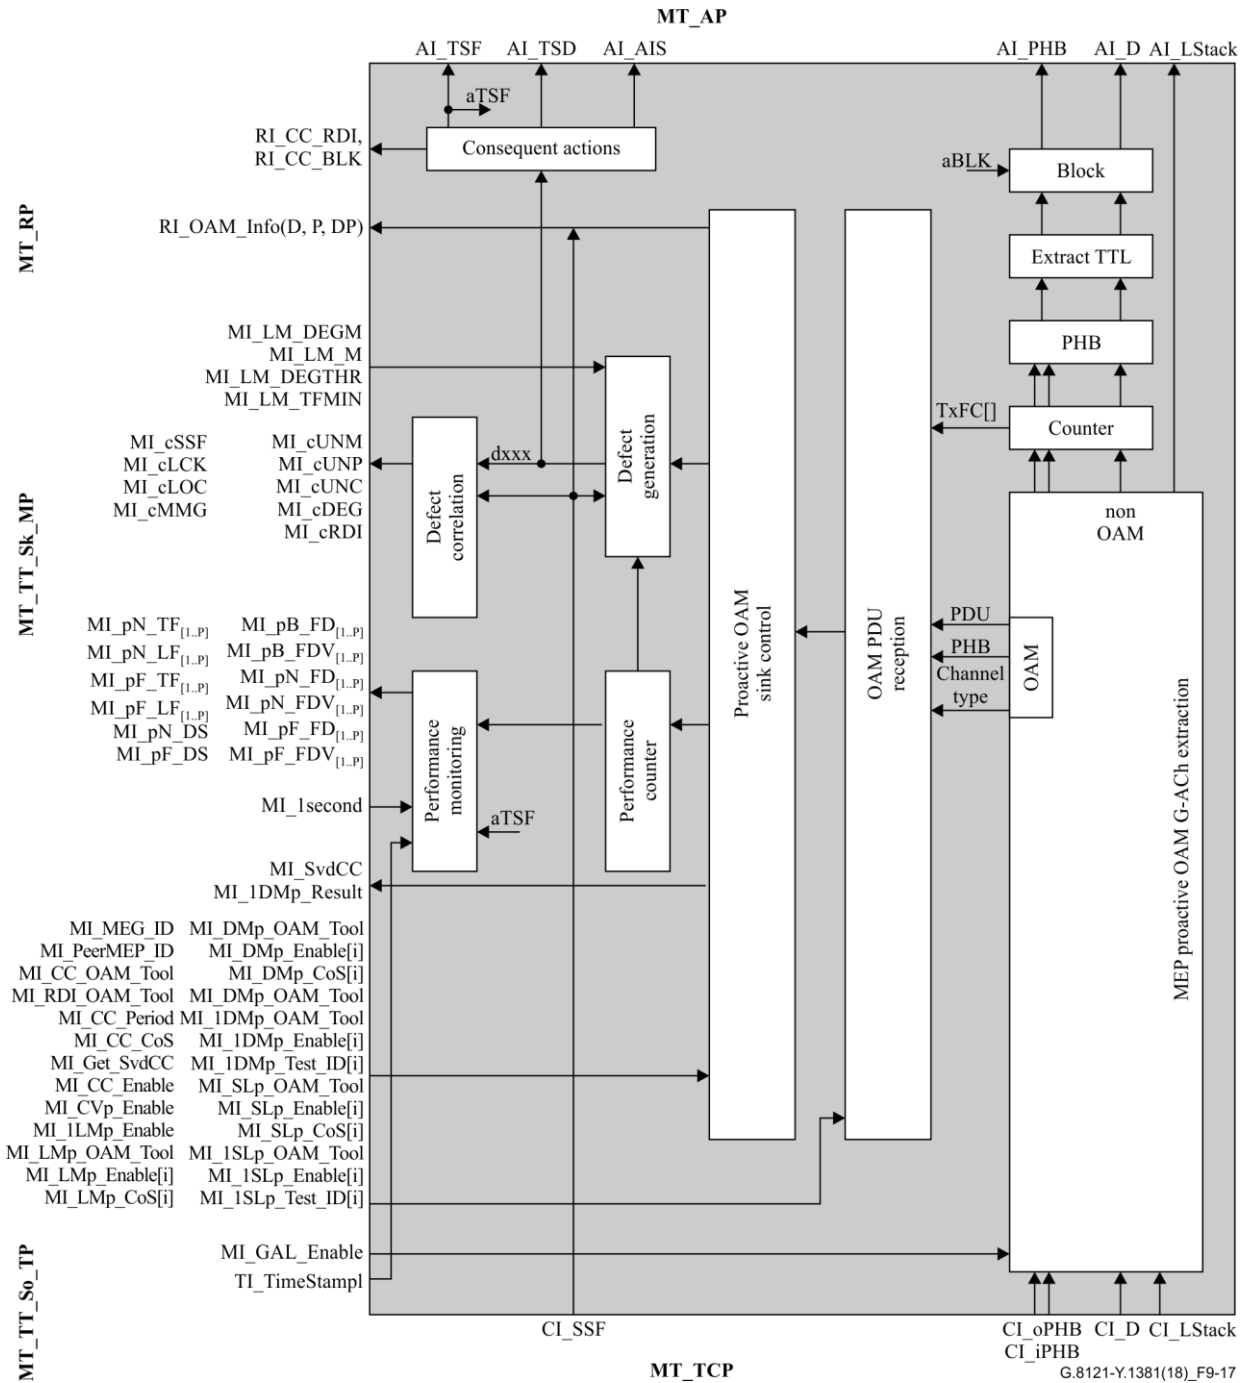 MT_AP
AI_TSF AI_TSD AI_AIS AI_PHB AI_D AI_LStack
aTSF
RI_CC_RDI,
RI_CC_BLK
Consequent actions
aBLK
Block
MT_RP
RI_OAM_Info(D, P, DP)
Extract TTL
PHB
TxFC[]
Counter
MI_LM_DEGM
MI_LM_M
MI_LM_DEGTHR
MI_LM_TFMIN
Defect
generation
dxxx
Defect
correlation
MT_TT_Sk_MP
MI_cSSF MI_cUNM
MI_cLCK MI_cUNP
MI_cLOC MI_cUNC
MI_cMMG MI_cDEG
MI_cRDI
non
OAM
PDU
PHB
Channel
type
OAM
Proactive OAM
sink control
OAM PDU
reception
MEP proactive OAM G-ACh extraction
MI_pN_TF[1..P] MI_pB_FD[1..P]
MI_pN_LF[1..P] MI_pB_FDV[1..P]
MI_pF_TF[1..P] MI_pN_FD[1..P]
MI_pF_LF[1..P] MI_pN_FDV[1..P]
MI_pN_DS MI_pF_FD[1..P]
MI_pF_DS MI_pF_FDV[1..P]
Performance
monitoring
Performance
counter
MI_1second
aTSF
MI_SvdCC
MI_1DMp_Result
MI_MEG_ID MI_DMp_OAM_Tool
MI_PeerMEP_ID MI_DMp_Enable[i]
MI_CC_OAM_Tool MI_DMp_CoS[i]
MI_RDI_OAM_Tool MI_DMp_OAM_Tool
MI_CC_Period MI_1DMp_OAM_Tool
MI_CC_CoS MI_1DMp_Enable[i]
MI_Get_SvdCC MI_1DMp_Test_ID[i]
MI_CC_Enable MI_SLp_OAM_Tool
MI_CVp_Enable MI_SLp_Enable[i]
MI_1LMp_Enable MI_SLp_CoS[i]
MI_LMp_OAM_Tool MI_1SLp_OAM_Tool
MI_LMp_Enable[i] MI_1SLp_Enable[i]
MI_LMp_CoS[i] MI_1SLp_Test_ID[i]
MT_TT_So_TP
MI_GAL_Enable
TI_TimeStampl
CI_SSF CI_oPHB CI_D CI_LStack
CI_iPHB
MT_TCP
G.8121-Y.1381(18)_F9-17